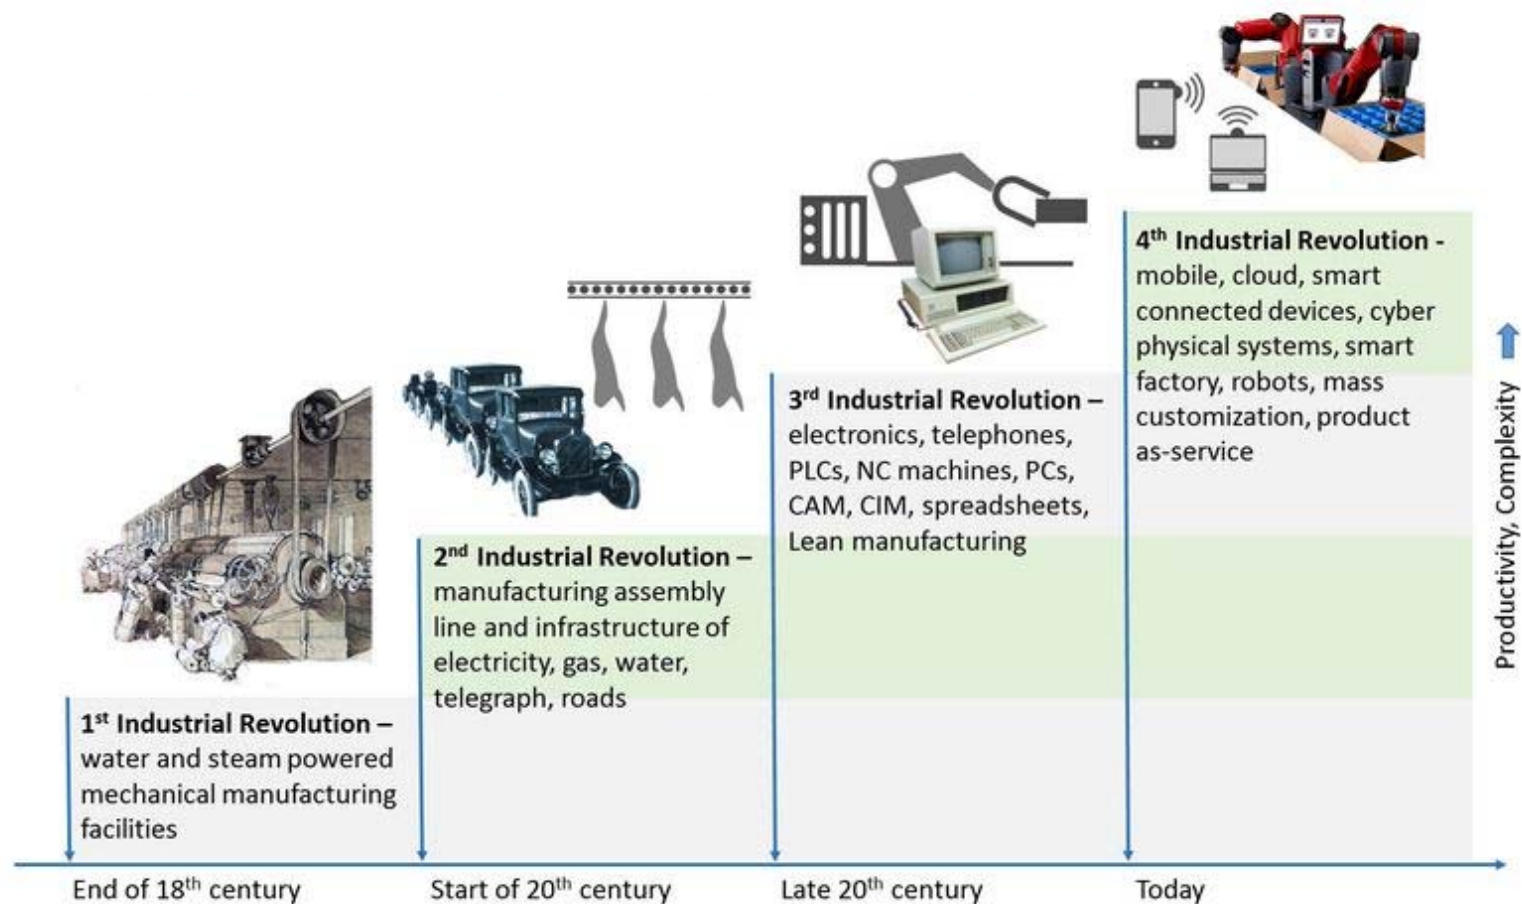 4th Industrial Revolution -
mobile, cloud, smart
connected devices, cyber
physical systems, smart
factory, robots, mass
customization, product
as-service
3rd Industrial Revolution –
electronics, telephones,
PLCs, NC machines, PCs,
CAM, CIM, spreadsheets,
Lean manufacturing
2nd Industrial Revolution –
manufacturing assembly
line and infrastructure of
electricity, gas, water,
telegraph, roads
1st Industrial Revolution –
water and steam powered
mechanical manufacturing
facilities
Productivity, Complexity
End of 18th century
Start of 20th century
Late 20th century
Today